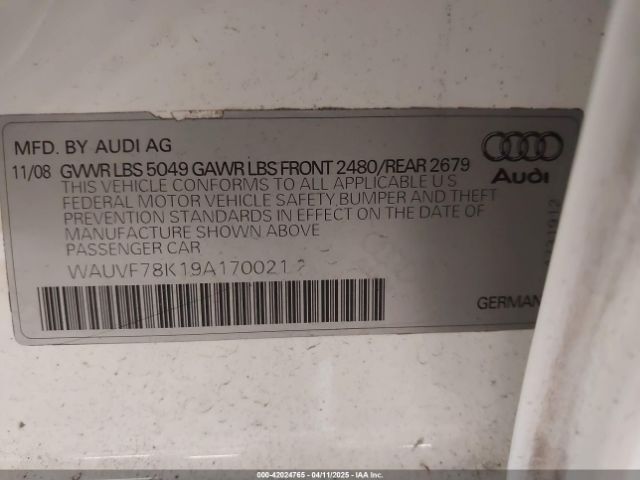 MFD. BY AUDI AG
11/08 GVWR LBS 5049 GAWR LBS FRONT 2480/REAR 2679
THIS VEHICLE CONFORMS TO ALL APPLICABLE U S
FEDERAL MOTOR VEHICLE SAFETY, BUMPER AND THEFT
PREVENTION STANDARDS IN EFFECT ON THE DATE OF
MANUFACTURE SHOWN ABOVE
PASSENGER CAR
WAUVF78K19A170021 2
Audi
GERMAN
000-42024765 - 04/11/2025 - IAA Inc.